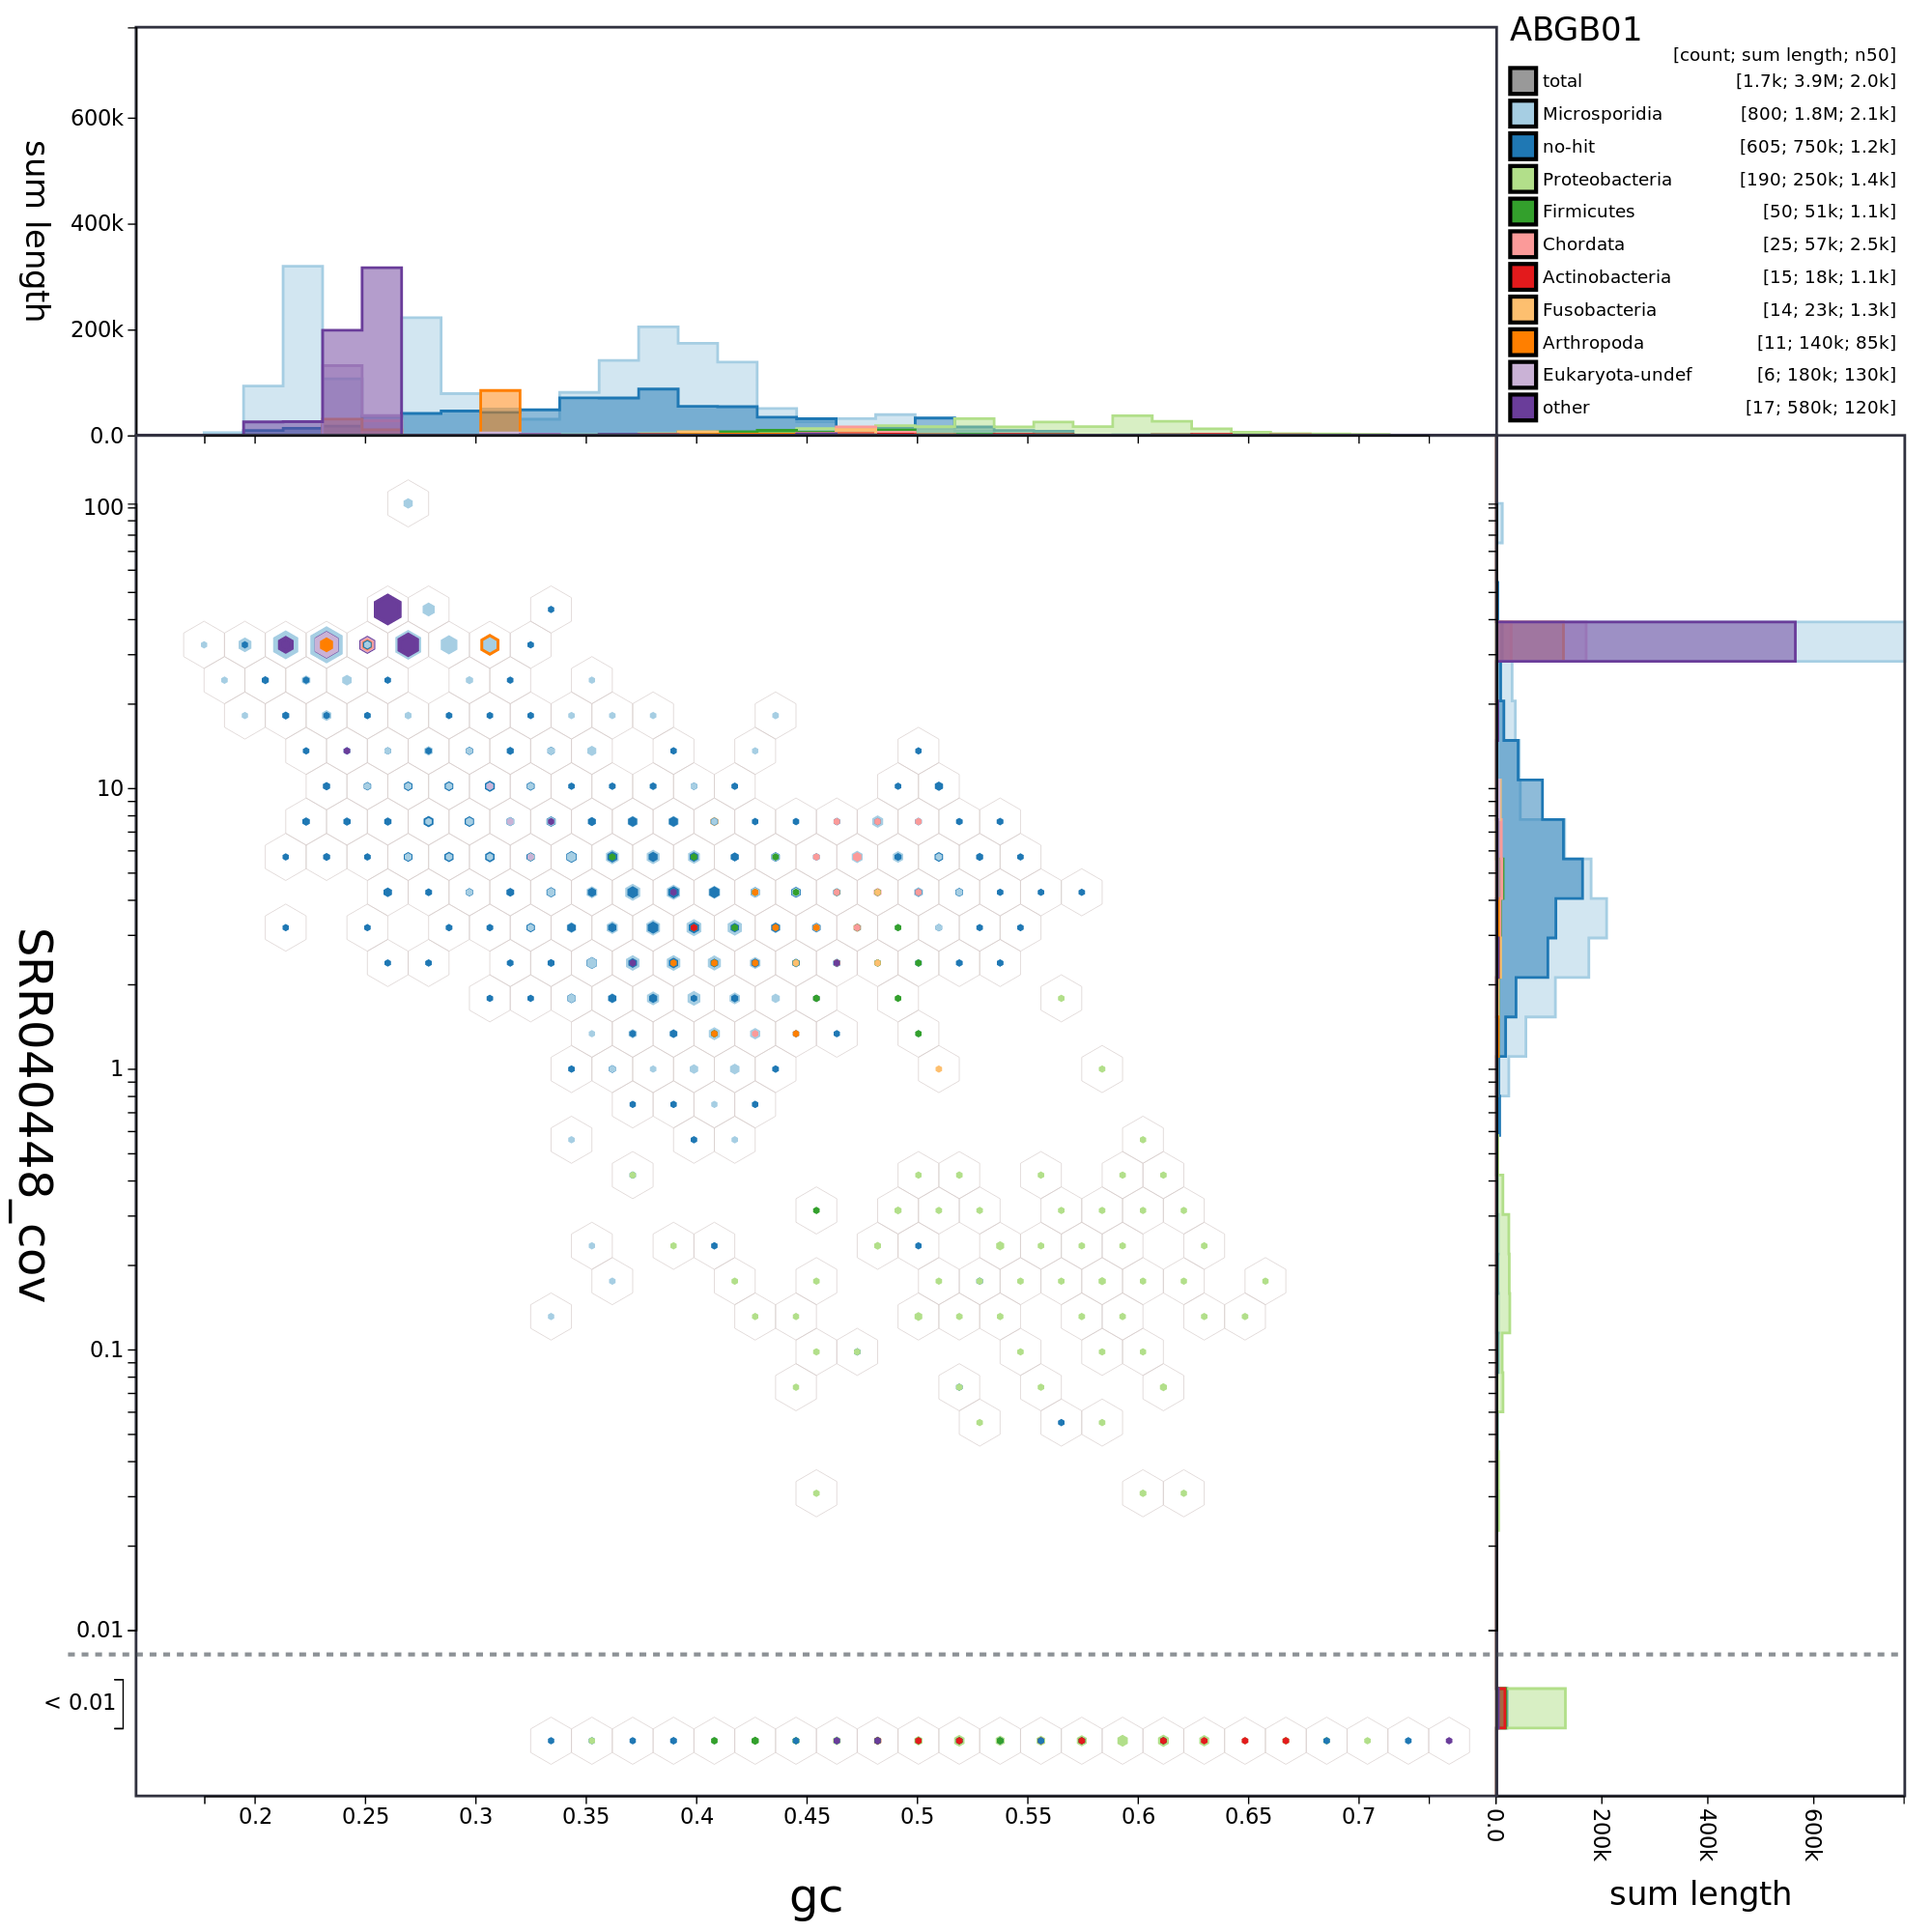 ABGB01
[count; sum length; n50]
total [1.7k; 3.9M; 2.0k]
Microsporidia [800; 1.8M; 2.1k]
no-hit [605; 750k; 1.2k]
Proteobacteria [190; 250k; 1.4k]
Firmicutes [50; 51k; 1.1k]
Chordata [25; 57k; 2.5k]
Actinobacteria [15; 18k; 1.1k]
Fusobacteria [14; 23k; 1.3k]
Arthropoda [11; 140k; 85k]
Eukaryota-undef [6; 180k; 130k]
other [17; 580k; 120k]
sum length
600k
400k
200k
0.0
SRR040448_cov
100
10
1
0.1
0.01
< 0.01
0.2 0.25 0.3 0.35 0.4 0.45 0.5 0.55 0.6 0.65 0.7
gc
0.0 200k 400k 600k
sum length